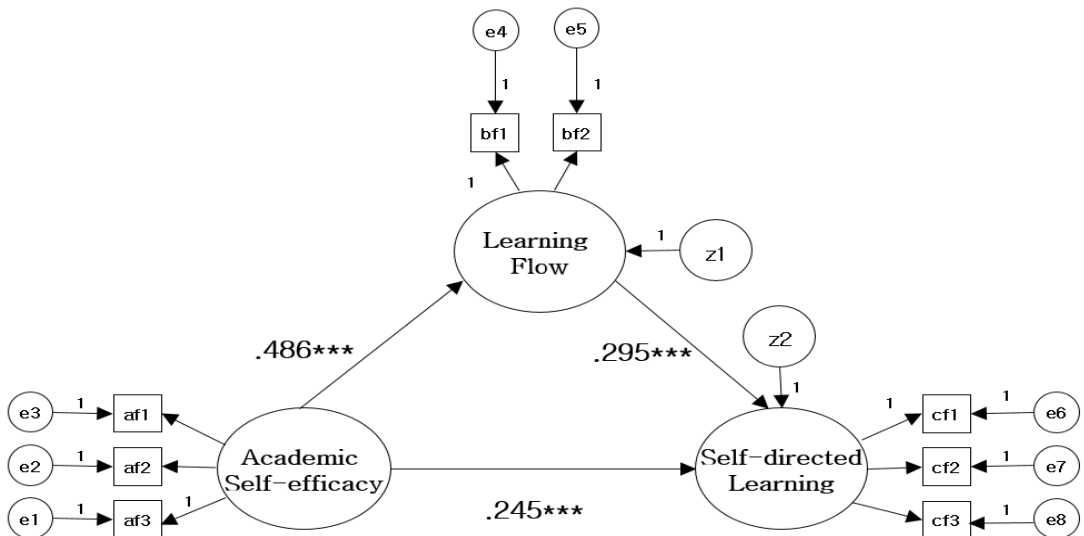 e4
e5
1
1
bf1
bf2
1
Learning
Flow
1
z1
.486***
.295***
z2
1
e3
1
af1
e2
1
af2
e1
1
af3
1
Academic
Self-efficacy
.245***
Self-directed
Learning
1
cf1
1
e6
cf2
1
e7
cf3
1
e8